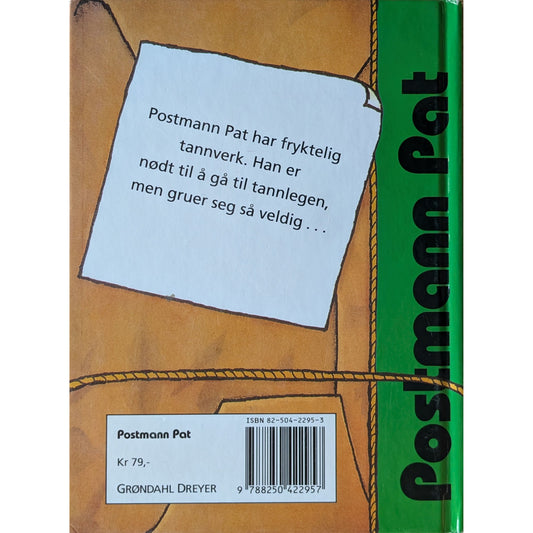 Postmann Pat har fryktelig
tannverk. Han er
nødt til å gå til tannlegen,
men gruer seg så veldig . . .
Postmann Pat
ISBN 82-504-2295-3
Postmann Pat
Kr 79,-
GRØNDAHL DREYER
9 788250 422957